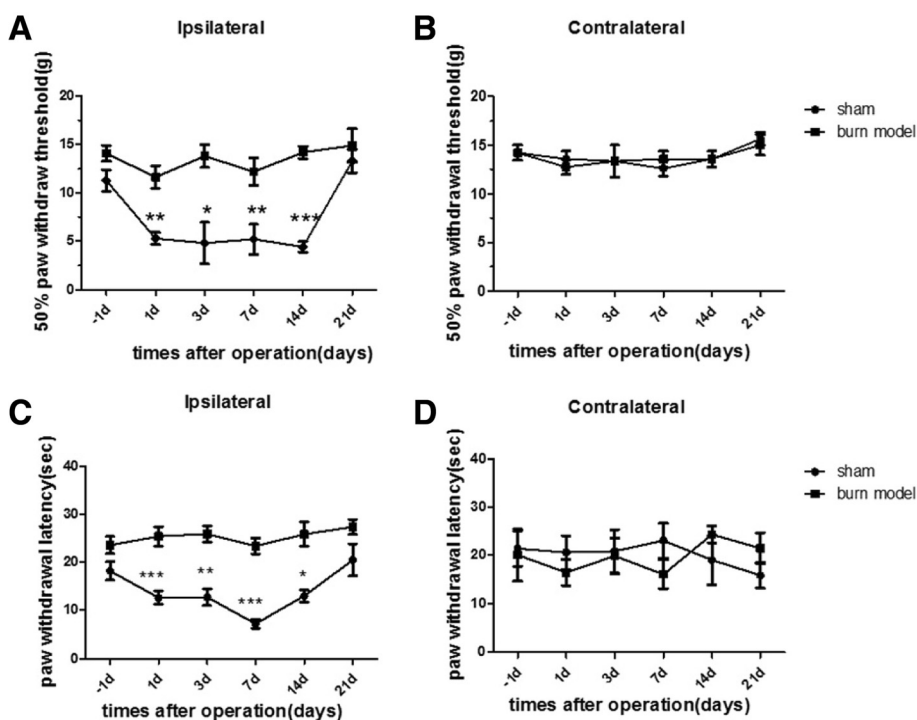 A
Ipsilateral
50% paw withdraw threshold(g)
20
15
10
5
0
**
*
**
***
-1d
1d
3d
7d
14d
21d
times after operation(days)
B
Contralateral
50% paw withdrawal threshold(g)
20
15
10
5
0
-1d
1d
3d
7d
14d
21d
times after operation(days)
sham
burn model
C
Ipsilateral
paw withdrawal latency(sec)
40
30
20
10
0
***
**
***
*
-1d
1d
3d
7d
14d
21d
times after operation(days)
D
Contralateral
paw withdrawal latency(sec)
40
30
20
10
0
-1d
1d
3d
7d
14d
21d
times after operation(days)
sham
burn model